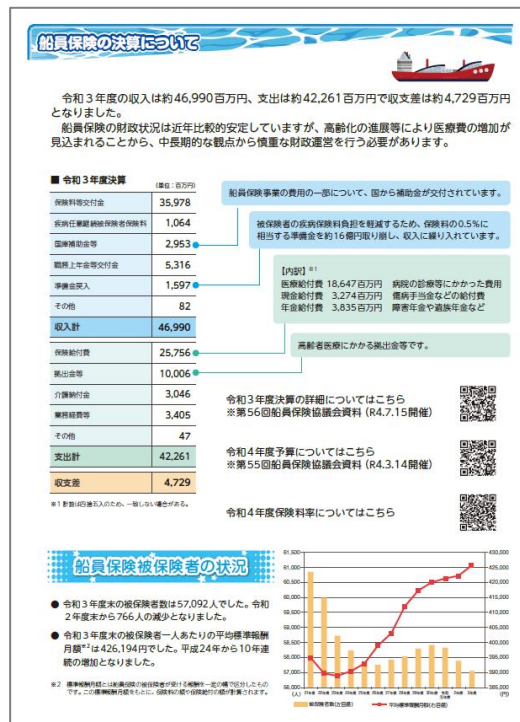 船員保険の決算について
令和3年度の収入は約46,990百万円、支出は約42,261百万円で収支差は約4,729百万円
となりました。
船員保険の財政状況は近年比較的安定していますが、高齢化の進展等により医療費の増加が
見込まれることから、中長期的な観点から慎重な財政運営を行う必要があります。
■ 令和3年度決算
(単位:百万円)
保険料等交付金 35,978
疾病任意継続被保険者保険料 1,064
国庫補助金等 2,953
職務上年金等交付金 5,316
準備金戻入 1,597
その他 82
収入計 46,990
保険給付費 25,756
拠出金等 10,006
介護納付金 3,046
業務経費等 3,405
その他 47
支出計 42,261
収支差 4,729
※1 計数は四捨五入のため、一致しない場合がある。
船員保険事業の費用の一部について、国から補助金が交付されています。
被保険者の疾病保険料負担を軽減するため、保険料の0.5%に
相当する準備金を約16億円取り崩し、収入に繰り入れています。
【内訳】※1
医療給付費 18,647百万円 病院の診療等にかかった費用
現金給付費 3,274百万円 傷病手当金などの給付費
年金給付費 3,835百万円 障害年金や遺族年金など
高齢者医療にかかる拠出金等です。
令和3年度決算の詳細についてはこちら
※第56回船員保険協議会資料(R4.7.15開催)
令和4年度予算についてはこちら
※第55回船員保険協議会資料(R4.3.14開催)
令和4年度保険料率についてはこちら
船員保険被保険者の状況
● 令和3年度末の被保険者数は57,092人でした。令和
2年度末から766人の減少となりました。
● 令和3年度末の被保険者一人あたりの平均標準報酬
月額※2は426,194円でした。平成24年から10年連
続の増加となりました。
※2 標準報酬月額とは船員保険の被保険者が受ける報酬を一定の幅で区分したもの
です。この標準報酬月額をもとに、保険料の額や保険給付の額が計算されます。
61,500
61,000
60,500
60,000
59,500
59,000
58,500
58,000
57,500
57,000
56,500
56,000
(人)
430,000
425,000
420,000
415,000
410,000
405,000
400,000
395,000
390,000
385,000
(円)
被保険者数(左目盛)
平均標準報酬月額(右目盛)